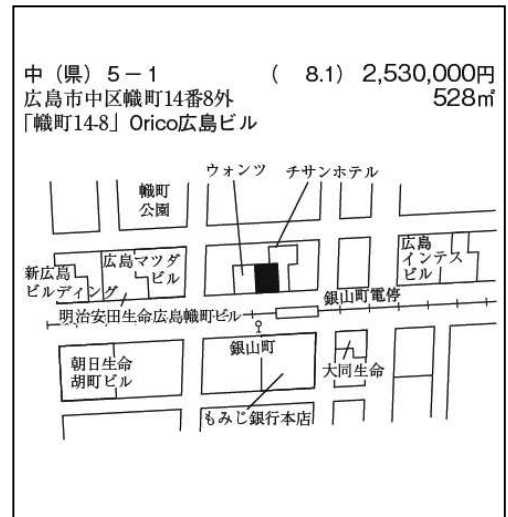 中（県）５－１　（　8.1）　2,530,000円
広島市中区幟町14番8外　528㎡
「幟町14-8」Orico広島ビル
ウォンツ　チサンホテル
幟町
公園
広島マツダ
ビル
広島
インテス
ビル
新広島
ビルディング
銀山町電停
明治安田生命広島幟町ビル
銀山町
朝日生命
胡町ビル
大同生命
もみじ銀行本店